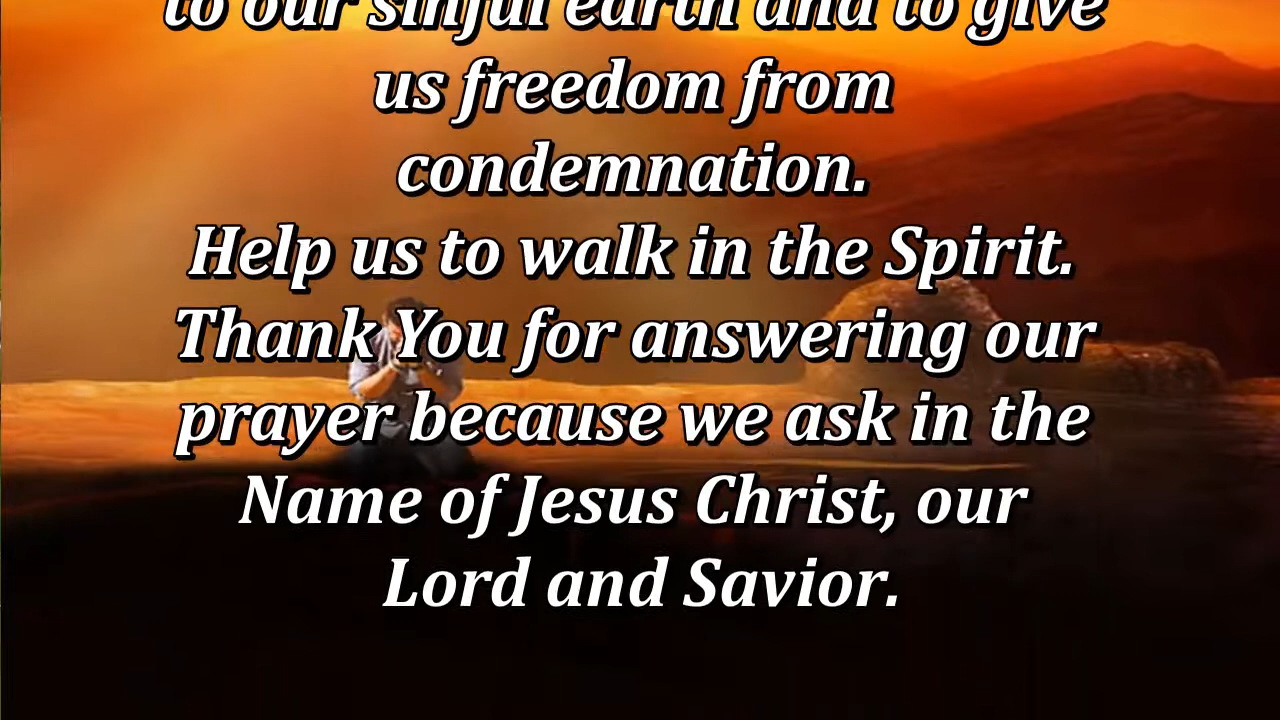 to our sinful earth and to give
us freedom from
condemnation.
Help us to walk in the Spirit.
Thank You for answering our
prayer because we ask in the
Name of Jesus Christ, our
Lord and Savior.